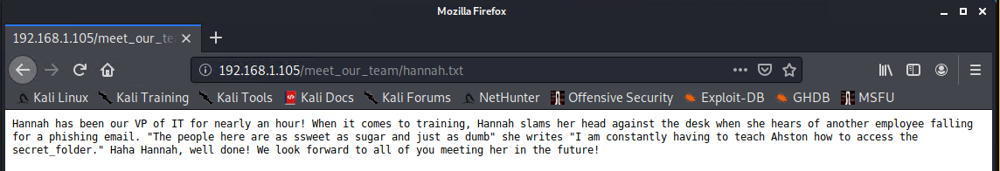 Mozilla Firefox
192.168.1.105/meet_our_te
192.168.1.105/meet_our_team/hannah.txt
Kali Linux Kali Training Kali Tools Kali Docs Kali Forums NetHunter Offensive Security Exploit-DB GHDB MSFU
Hannah has been our VP of IT for nearly an hour! When it comes to training, Hannah slams her head against the desk when she hears of another employee falling
for a phishing email. "The people here are as ssweet as sugar and just as dumb" she writes "I am constantly having to teach Ahston how to access the
secret_folder." Haha Hannah, well done! We look forward to all of you meeting her in the future!